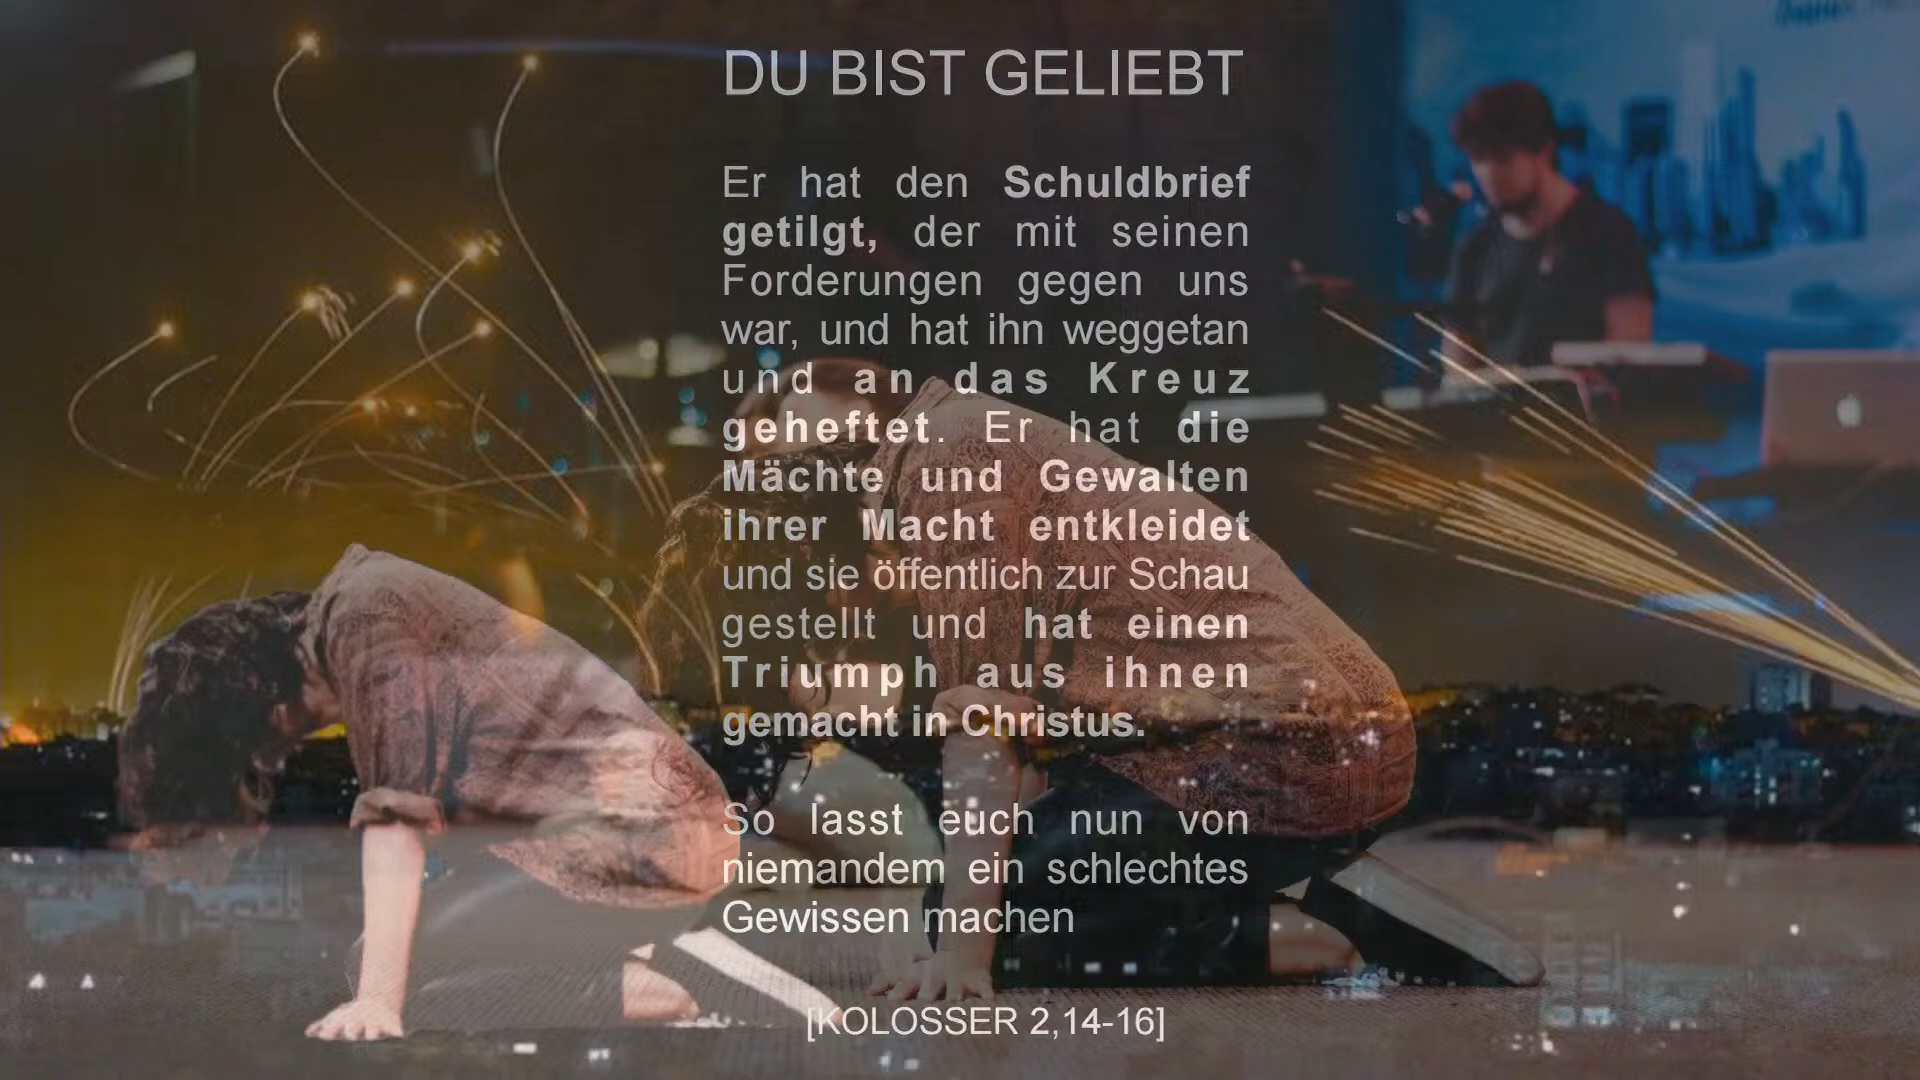 DU BIST GELIEBT
Er hat den Schuldbrief
getilgt, der mit seinen
Forderungen gegen uns
war, und hat ihn weggetan
und an das Kreuz
geheftet. Er hat die
Mächte und Gewalten
ihrer Macht entkleidet
und sie öffentlich zur Schau
gestellt und hat einen
Triumph aus ihnen
gemacht in Christus.
So lasst euch nun von
niemandem ein schlechtes
Gewissen machen
[KOLOSSER 2,14-16]